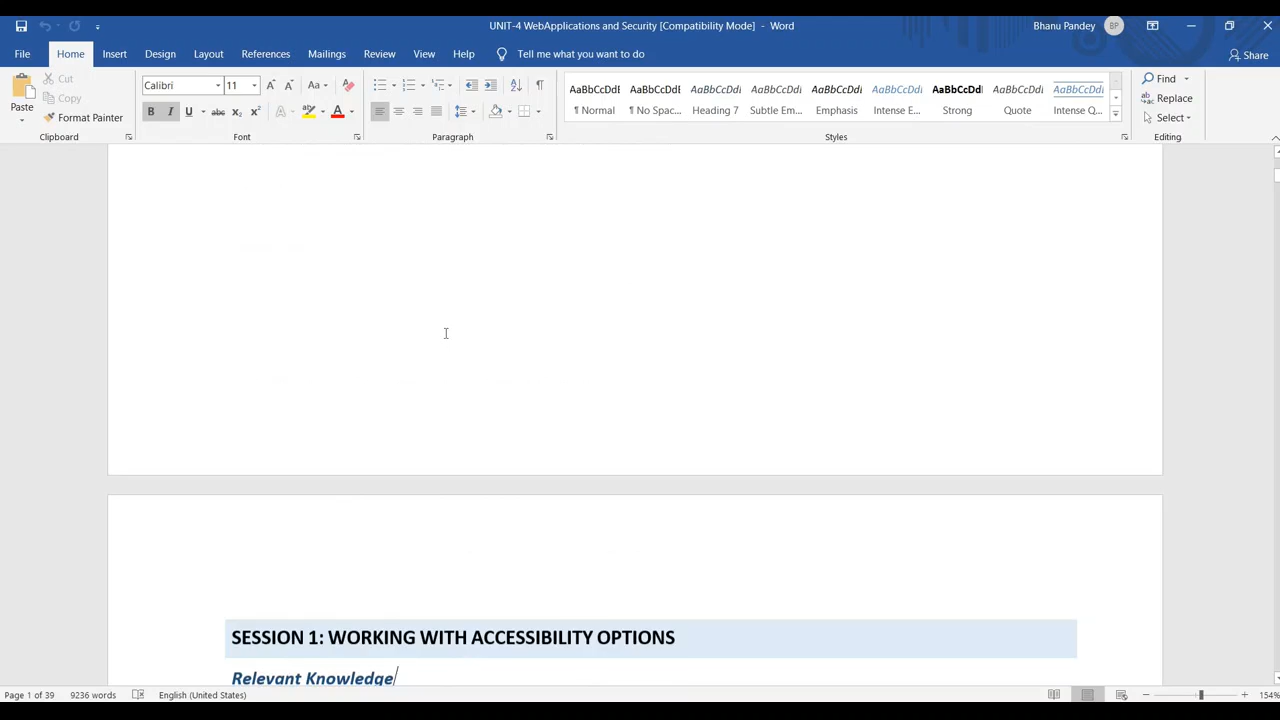 UNIT-4 WebApplications and Security [Compatibility Mode] - Word
Bhanu Pandey BP
File Home Insert Design Layout References Mailings Review View Help Tell me what you want to do Share
Paste
Cut
Copy
Format Painter
Clipboard
Calibri 11
Font
Paragraph
AaBbCcDdE AaBbCcDdE AaBbCcDdI AaBbCcDdI AaBbCcDdI AaBbCcDdI AaBbCcDdI AaBbCcDdI AaBbCcDdI
¶ Normal ¶ No Spac... Heading 7 Subtle Em... Emphasis Intense E... Strong Quote Intense Q...
Styles
Find
Replace
Select
Editing
SESSION 1: WORKING WITH ACCESSIBILITY OPTIONS
Relevant Knowledge
Page 1 of 39 9236 words English (United States) 154%